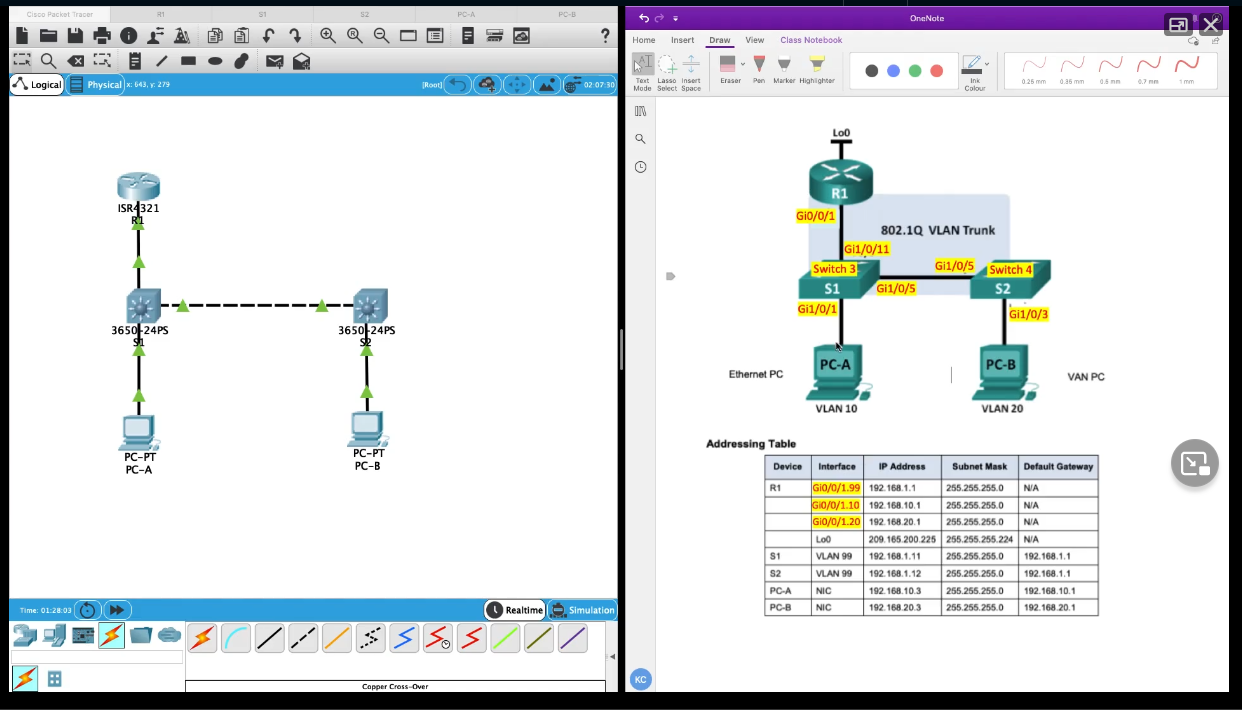 Cisco Packet Tracer R1 S1 S2 PC-A PC-B
?
Logical Physical x: 643, y: 279 [Root] 02:07:30
ISR4321
R1
3650-24PS
S1
3650-24PS
S2
PC-PT
PC-A
PC-PT
PC-B
Time: 01:28:03 Realtime Simulation
Copper Cross-Over
OneNote
Home Insert Draw View Class Notebook
Text Mode Lasso Select Insert Space Eraser Pen Marker Highlighter Ink Colour
0.25 mm 0.35 mm 0.5 mm 0.7 mm 1 mm
Lo0
R1
Gi0/0/1
802.1Q VLAN Trunk
Gi1/0/11
Switch 3 Gi1/0/5 Switch 4
S1 Gi1/0/5 S2
Gi1/0/1 Gi1/0/3
Ethernet PC PC-A PC-B VAN PC
VLAN 10 VLAN 20
Addressing Table
Device Interface IP Address Subnet Mask Default Gateway
R1 Gi0/0/1.99 192.168.1.1 255.255.255.0 N/A
Gi0/0/1.10 192.168.10.1 255.255.255.0 N/A
Gi0/0/1.20 192.168.20.1 255.255.255.0 N/A
Lo0 209.165.200.225 255.255.255.224 N/A
S1 VLAN 99 192.168.1.11 255.255.255.0 192.168.1.1
S2 VLAN 99 192.168.1.12 255.255.255.0 192.168.1.1
PC-A NIC 192.168.10.3 255.255.255.0 192.168.10.1
PC-B NIC 192.168.20.3 255.255.255.0 192.168.20.1
KC